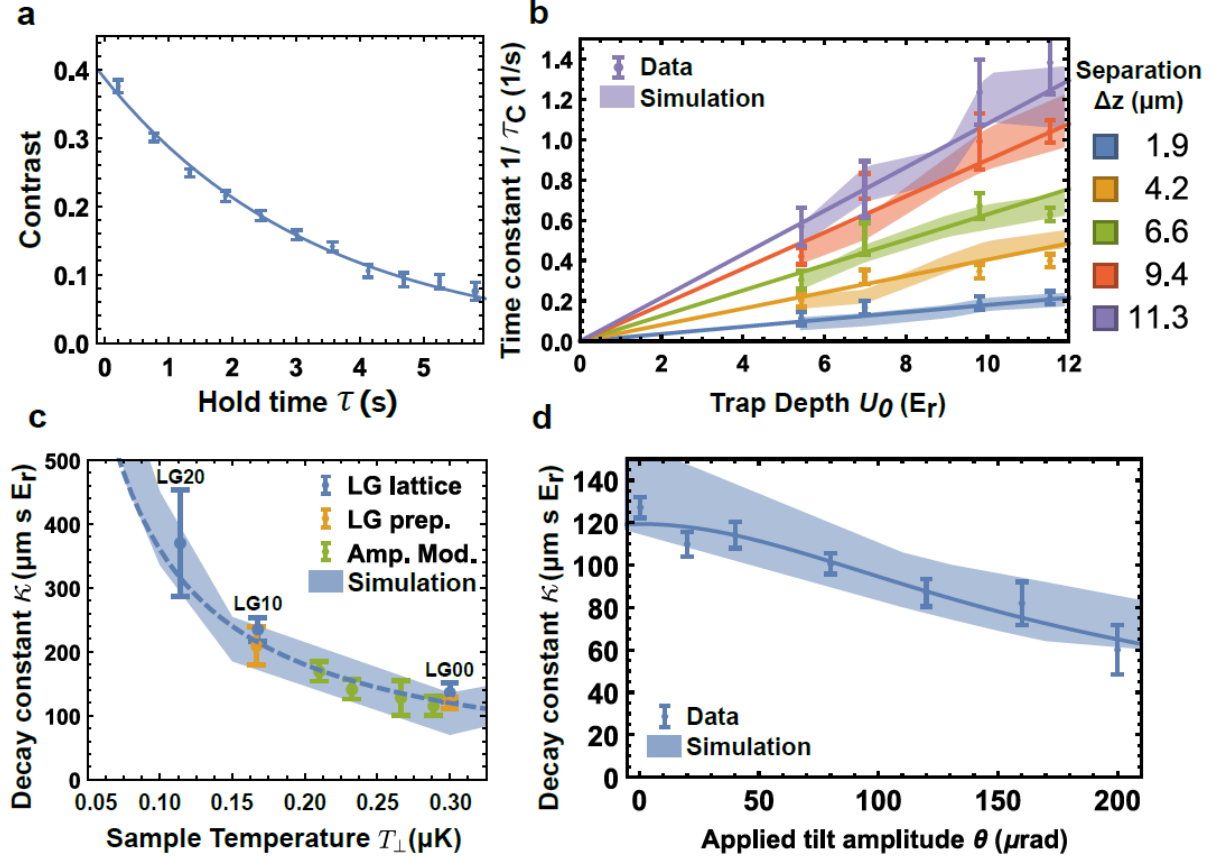 a
Contrast
0.4
0.3
0.2
0.1
0.0
0 1 2 3 4 5
Hold time τ (s)
b
Time constant 1/ τC (1/s)
1.4
1.2
1.0
0.8
0.6
0.4
0.2
0.0
0 2 4 6 8 10 12
Trap Depth U0 (Er)
Data
Simulation
Separation
Δz (μm)
1.9
4.2
6.6
9.4
11.3
c
Decay constant κ (μm s Er)
500
400
300
200
100
0
0.05 0.10 0.15 0.20 0.25 0.30
Sample Temperature T⊥(μK)
LG20
LG10
LG00
LG lattice
LG prep.
Amp. Mod.
Simulation
d
Decay constant κ (μm s Er)
140
120
100
80
60
40
20
0
0 50 100 150 200
Applied tilt amplitude θ (μrad)
Data
Simulation